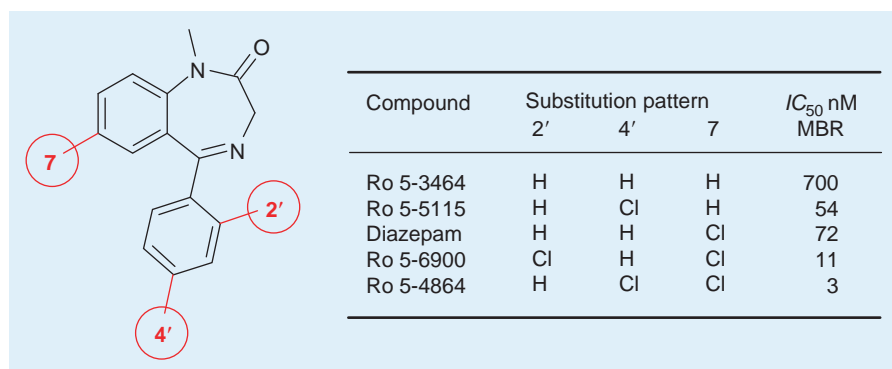 N
O
N
7
2′
4′
Compound Substitution pattern IC50 nM
2′ 4′ 7 MBR
Ro 5-3464 H H H 700
Ro 5-5115 H Cl H 54
Diazepam H H Cl 72
Ro 5-6900 Cl H Cl 11
Ro 5-4864 H Cl Cl 3